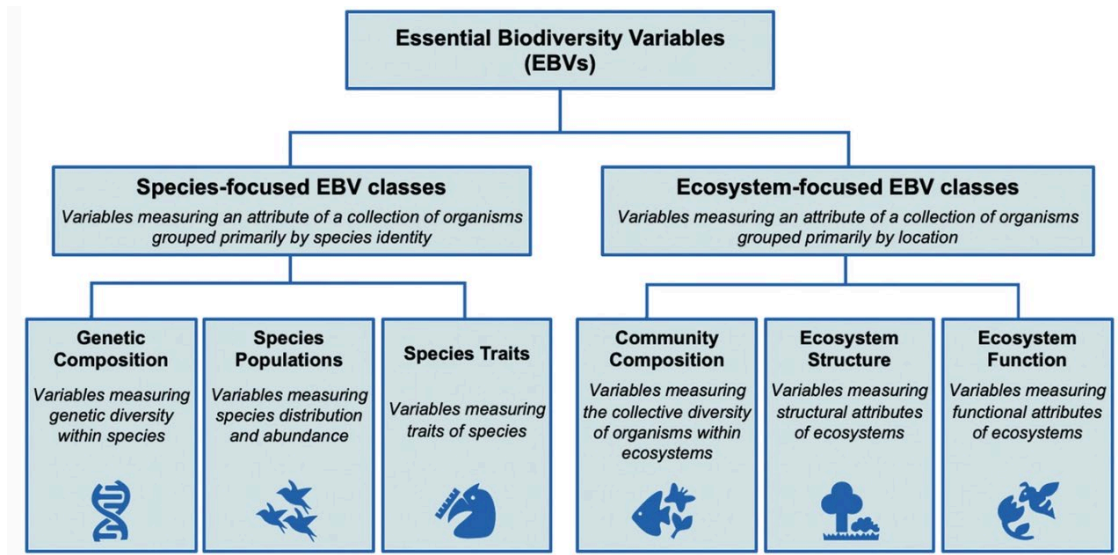 Essential Biodiversity Variables
(EBVs)
Species-focused EBV classes
Variables measuring an attribute of a collection of organisms
grouped primarily by species identity
Ecosystem-focused EBV classes
Variables measuring an attribute of a collection of organisms
grouped primarily by location
Genetic
Composition
Variables measuring
genetic diversity
within species
Species
Populations
Variables measuring
species distribution
and abundance
Species Traits
Variables measuring
traits of species
Community
Composition
Variables measuring
the collective diversity
of organisms within
ecosystems
Ecosystem
Structure
Variables measuring
structural attributes
of ecosystems
Ecosystem
Function
Variables measuring
functional attributes
of ecosystems